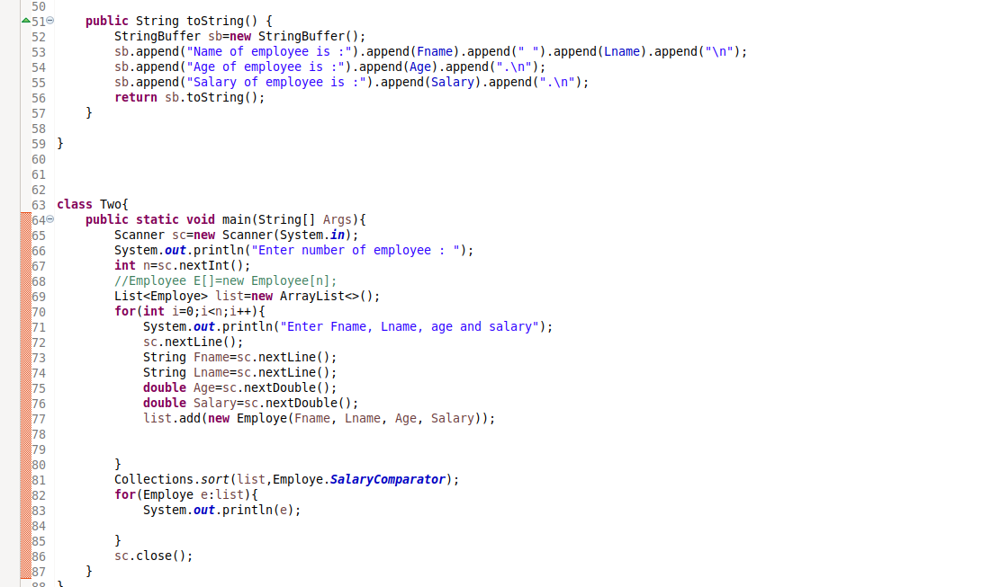 50
51 public String toString() {
52 StringBuffer sb=new StringBuffer();
53 sb.append("Name of employee is :").append(Fname).append(" ").append(Lname).append("\n");
54 sb.append("Age of employee is :").append(Age).append(".\n");
55 sb.append("Salary of employee is :").append(Salary).append(".\n");
56 return sb.toString();
57 }
58
59 }
60
61
62
63 class Two{
64 public static void main(String[] Args){
65 Scanner sc=new Scanner(System.in);
66 System.out.println("Enter number of employee : ");
67 int n=sc.nextInt();
68 //Employee E[]=new Employee[n];
69 List<Employe> list=new ArrayList<>();
70 for(int i=0;i<n;i++){
71 System.out.println("Enter Fname, Lname, age and salary");
72 sc.nextLine();
73 String Fname=sc.nextLine();
74 String Lname=sc.nextLine();
75 double Age=sc.nextDouble();
76 double Salary=sc.nextDouble();
77 list.add(new Employe(Fname, Lname, Age, Salary));
78
79
80 }
81 Collections.sort(list,Employe.SalaryComparator);
82 for(Employe e:list){
83 System.out.println(e);
84
85 }
86 sc.close();
87 }
88 }